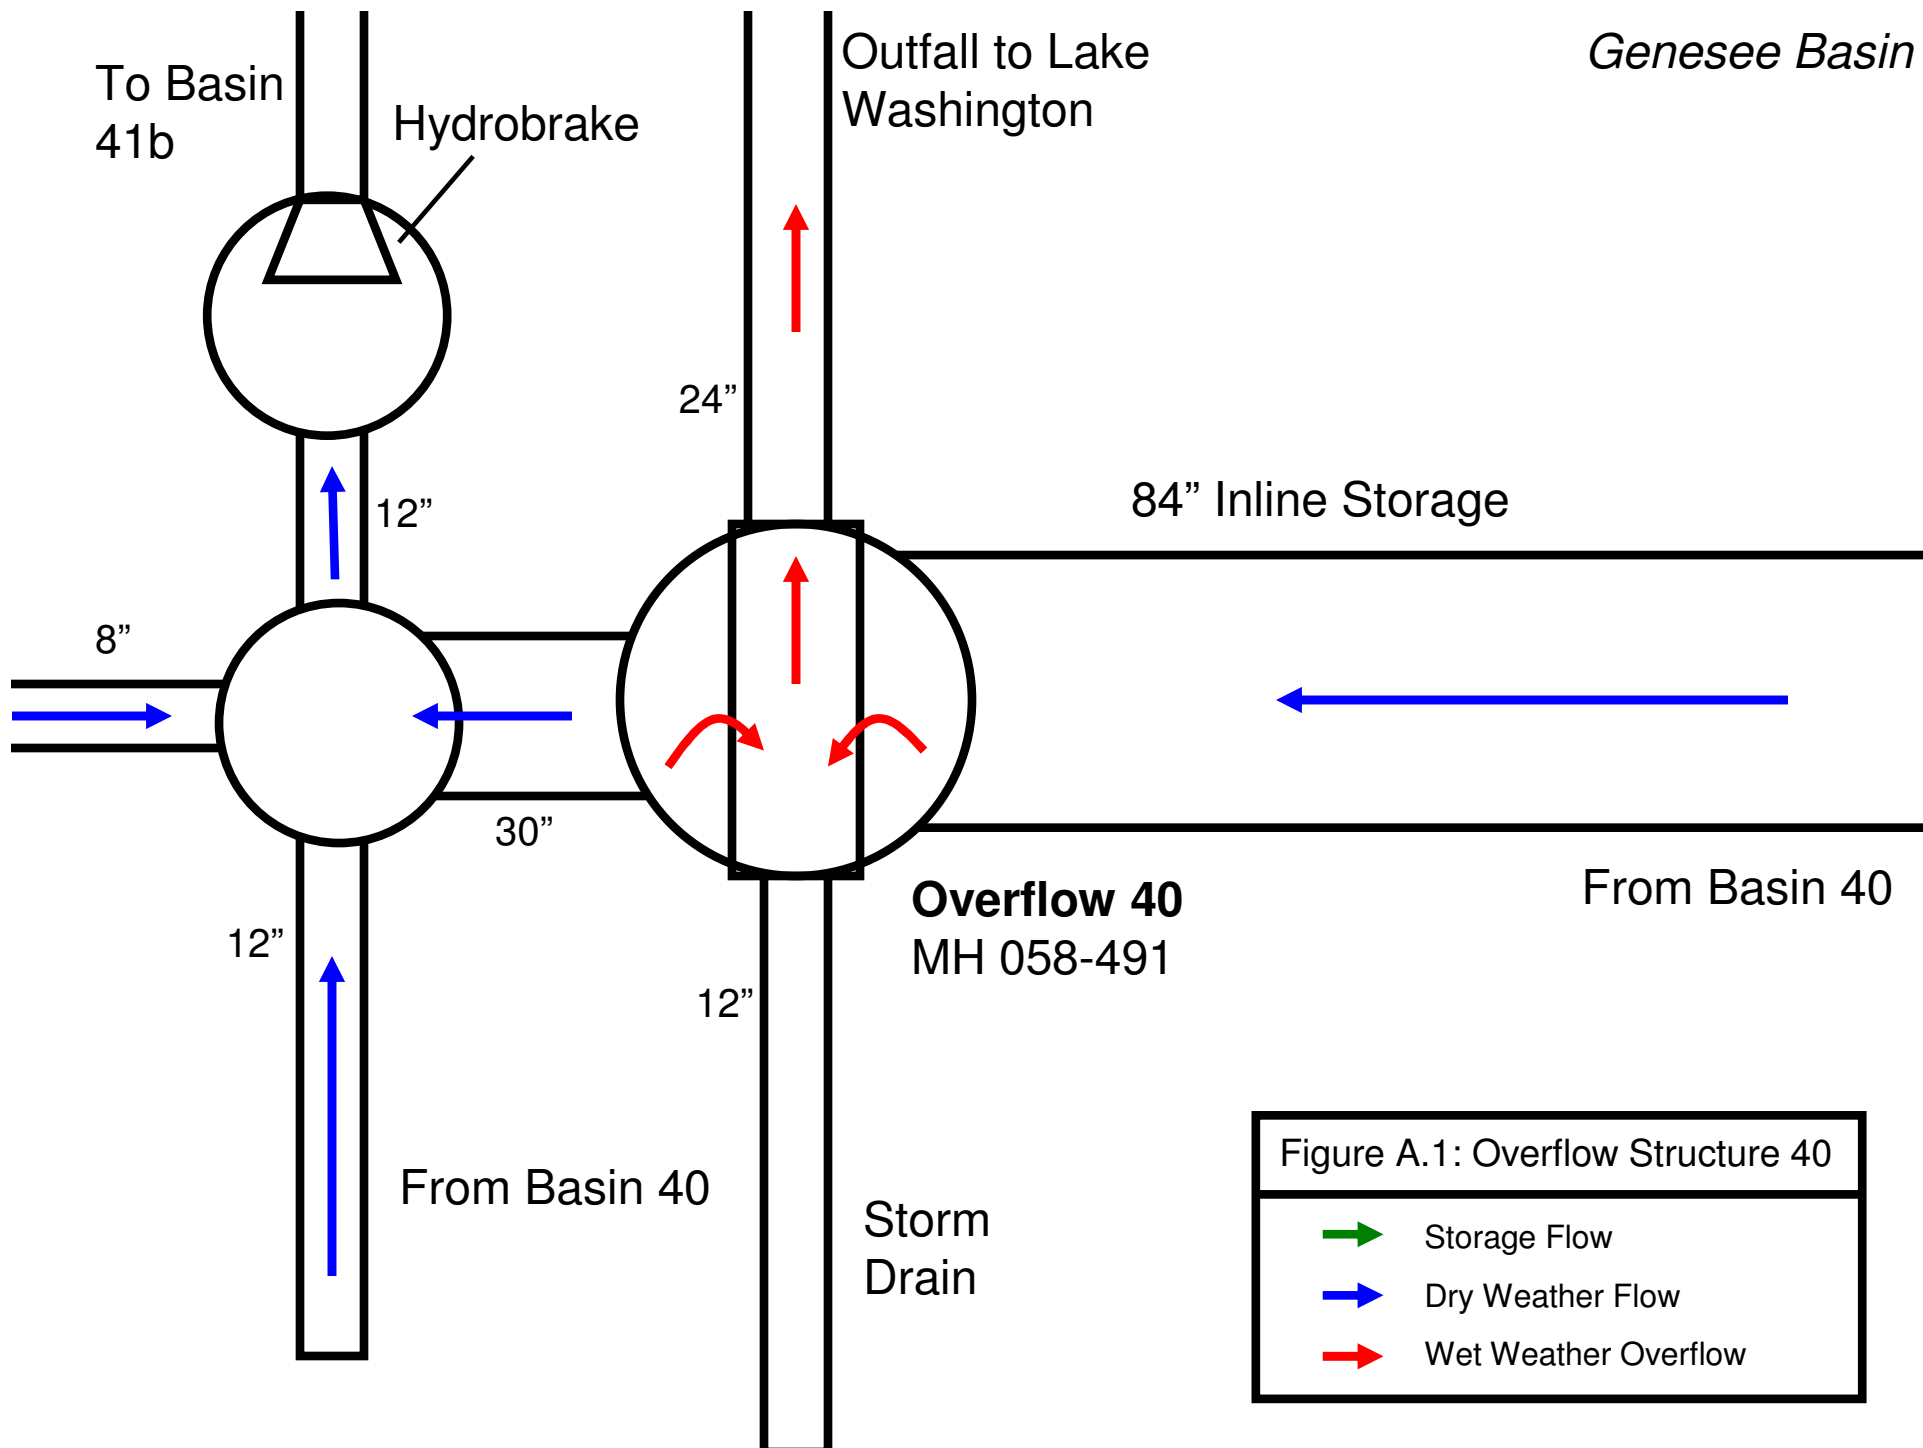 To Basin
41b
Hydrobrake
Outfall to Lake
Washington
Genesee Basin
24”
12”
84” Inline Storage
8”
30”
From Basin 40
Overflow 40
MH 058-491
12”
12”
From Basin 40
Storm
Drain
Figure A.1: Overflow Structure 40
Storage Flow
Dry Weather Flow
Wet Weather Overflow